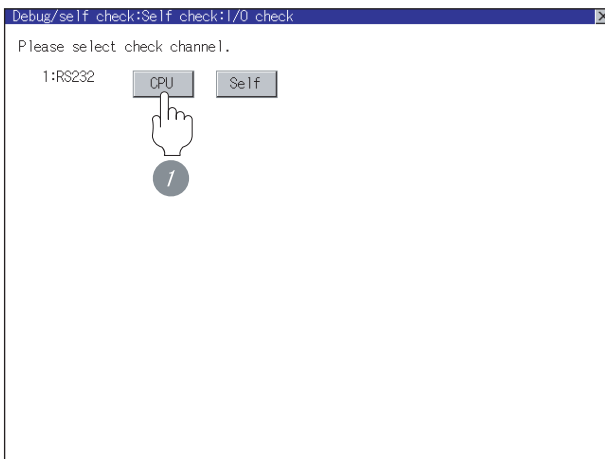 Debug/self check:Self check:I/O check
Please select check channel.
1:RS232 CPU Self
1